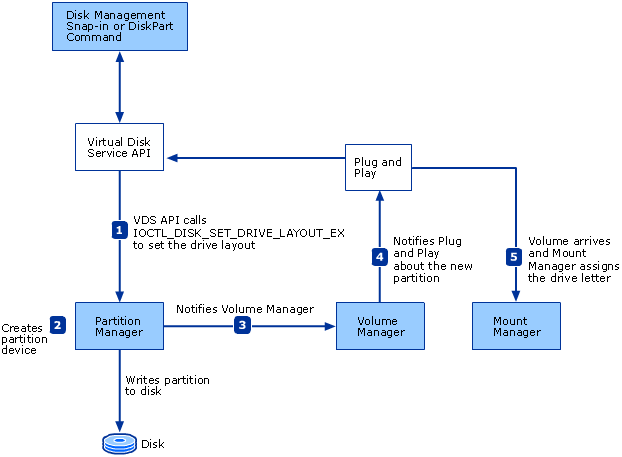 Disk Management
Snap-in or DiskPart
Command
Virtual Disk
Service API
Plug and
Play
1
VDS API calls
IOCTL_DISK_SET_DRIVE_LAYOUT_EX
to set the drive layout
4
Notifies Plug
and Play
about the new
partition
5
Volume arrives
and Mount
Manager assigns
the drive letter
2
Creates
partition
device
Partition
Manager
Notifies Volume Manager
3
Volume
Manager
Mount
Manager
Writes partition
to disk
Disk